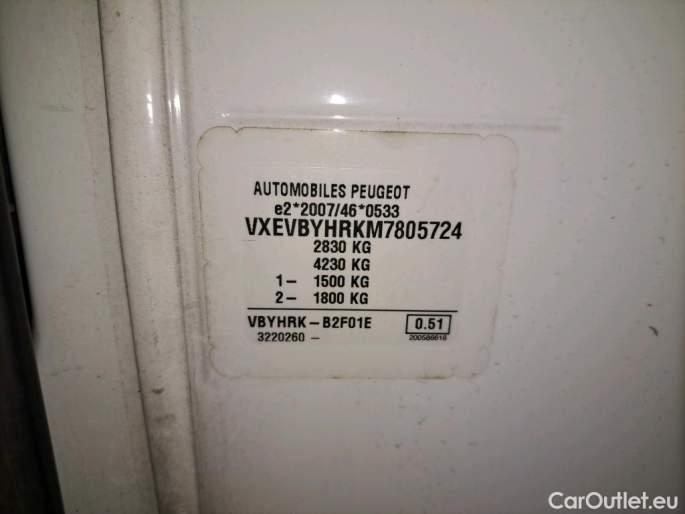 AUTOMOBILES PEUGEOT
e2*2007/46*0533
VXEVBYHRKM7805724
2830 KG
4230 KG
1– 1500 KG
2– 1800 KG
VBYHRK – B2F01E 0.51
3220260 – 200586618
CarOutlet.eu